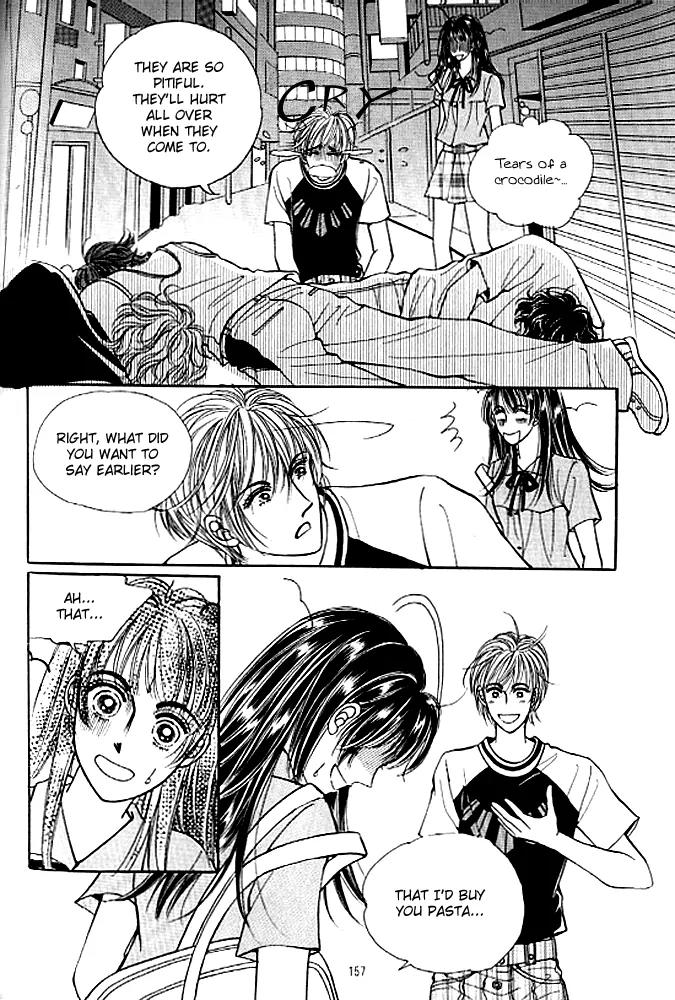 THEY ARE SO
PITIFUL.
THEY'LL HURT
ALL OVER
WHEN THEY
COME TO.
CRY
Tears of a
crocodile~...
RIGHT, WHAT DID
YOU WANT TO
SAY EARLIER?
AH...
THAT...
THAT I'D BUY
YOU PASTA...
157